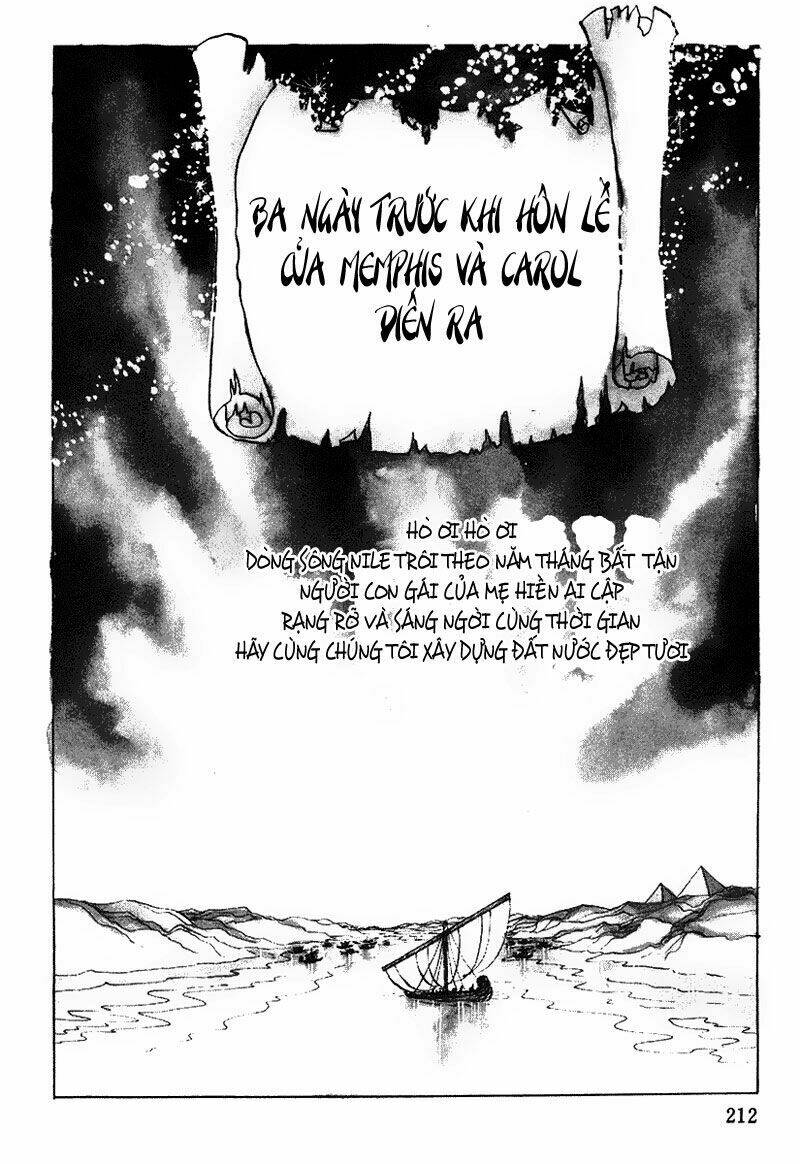 BA NGÀY TRƯỚC KHI HÔN LỄ
CỦA MEMPHIS VÀ CAROL
DIỄN RA
HÒ ƠI HÒ ƠI
DÒNG SÔNG NILE TRÔI THEO NĂM THÁNG BẤT TẬN
NGƯỜI CON GÁI CỦA MẸ HIỀN AI CẬP
RẠNG RỠ VÀ SÁNG NGỜI CÙNG THỜI GIAN
HÃY CÙNG CHÚNG TÔI XÂY DỰNG ĐẤT NƯỚC ĐẸP TƯƠI
212